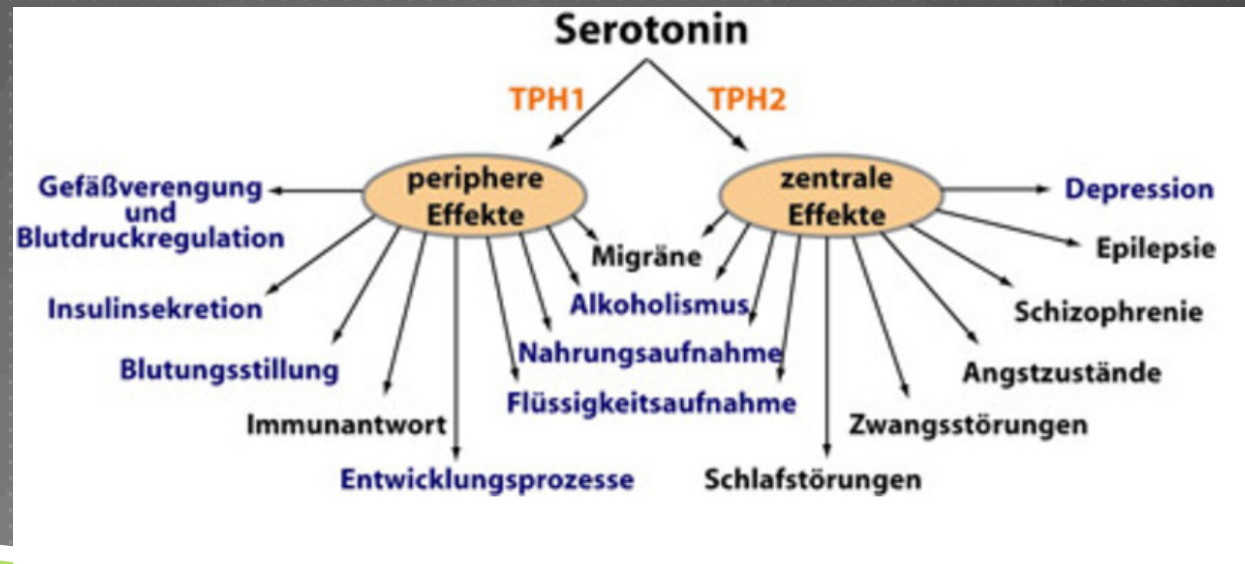 Serotonin
TPH1
TPH2
periphere
Effekte
zentrale
Effekte
Gefäßverengung
und
Blutdruckregulation
Depression
Migräne
Epilepsie
Insulinsekretion
Alkoholismus
Schizophrenie
Blutungsstillung
Nahrungsaufnahme
Angstzustände
Flüssigkeitsaufnahme
Immunantwort
Zwangsstörungen
Entwicklungsprozesse
Schlafstörungen